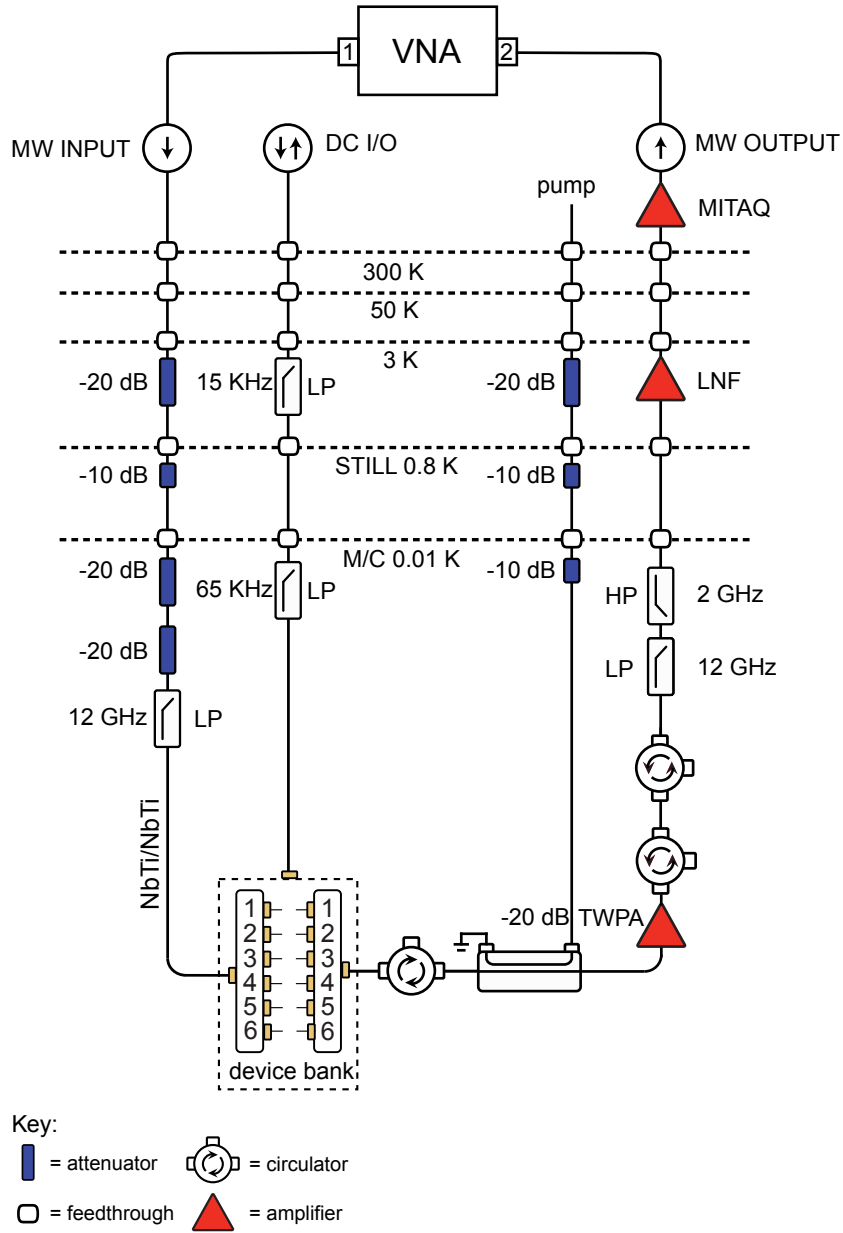 1 VNA 2
MW INPUT
DC I/O
MW OUTPUT
pump
MITAQ
300 K
50 K
3 K
-20 dB
15 KHz
LP
-20 dB
LNF
-10 dB
STILL 0.8 K
-10 dB
-20 dB
65 KHz
LP
M/C 0.01 K
-10 dB
HP
2 GHz
-20 dB
LP
12 GHz
12 GHz
LP
NbTi/NbTi
-20 dB
TWPA
1 1
2 2
3 3
4 4
5 5
6 6
device bank
Key:
= attenuator
= circulator
= feedthrough
= amplifier